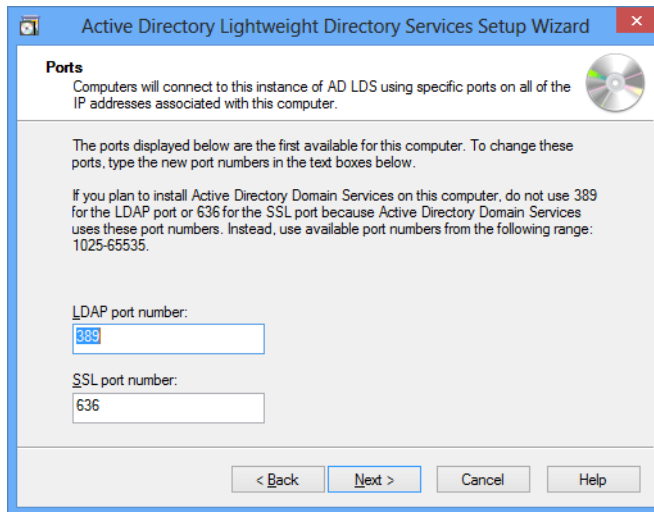 Active Directory Lightweight Directory Services Setup Wizard
Ports
Computers will connect to this instance of AD LDS using specific ports on all of the
IP addresses associated with this computer.
The ports displayed below are the first available for this computer. To change these
ports, type the new port numbers in the text boxes below.
If you plan to install Active Directory Domain Services on this computer, do not use 389
for the LDAP port or 636 for the SSL port because Active Directory Domain Services
uses these port numbers. Instead, use available port numbers from the following range:
1025-65535.
LDAP port number:
389
SSL port number:
636
< Back Next > Cancel Help